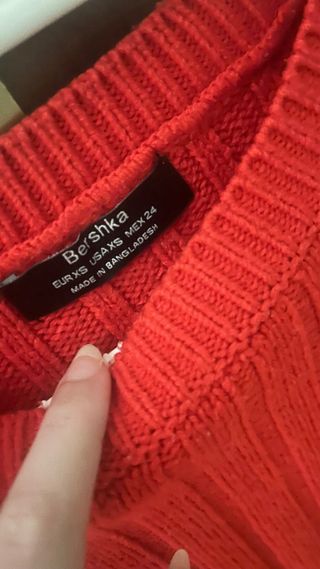 Bershka
EUR XS USA XS MEX 24
MADE IN BANGLADESH